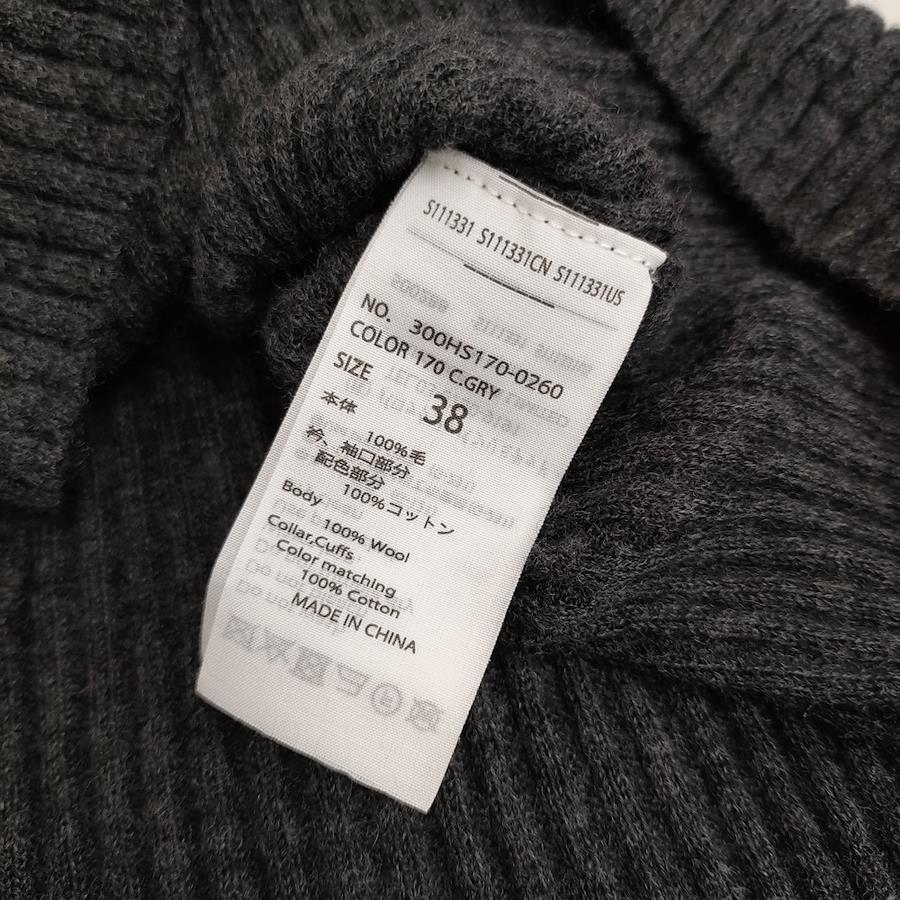 S111331 S111331CN S111331US
NO. 300HS170-0260
COLOR 170 C.GRY
SIZE 38
本体
100%毛
衿、袖口部分
配色部分
100%コットン
Body 100% Wool
Collar,Cuffs
Color matching
100% Cotton
MADE IN CHINA